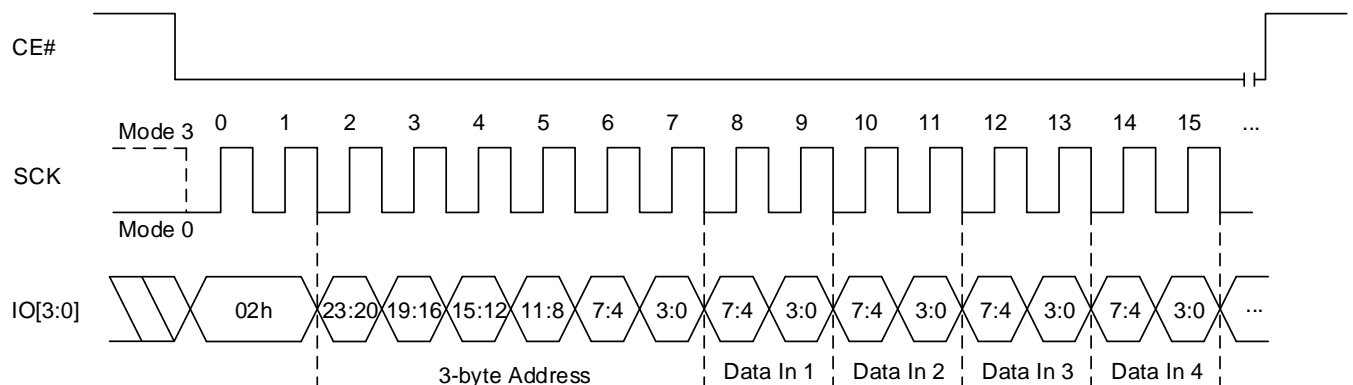 CE#
Mode 3 0 1 2 3 4 5 6 7 8 9 10 11 12 13 14 15 ...
SCK
Mode 0
IO[3:0] 02h 23:20 19:16 15:12 11:8 7:4 3:0 7:4 3:0 7:4 3:0 7:4 3:0 7:4 3:0 ...
3-byte Address Data In 1 Data In 2 Data In 3 Data In 4